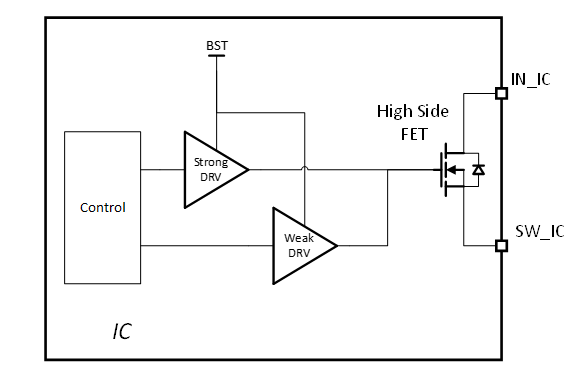 BST
IN_IC
High Side
FET
Strong
DRV
Control
Weak
DRV
SW_IC
IC